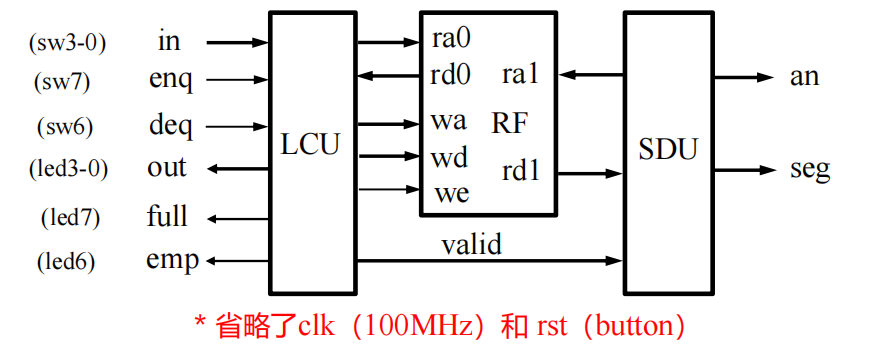 (sw3-0) in ra0
(sw7) enq rd0 ra1 an
(sw6) deq wa RF
LCU SDU
(led3-0) out wd rd1 seg
we
(led7) full
valid
(led6) emp
* 省略了clk（100MHz）和 rst（button）